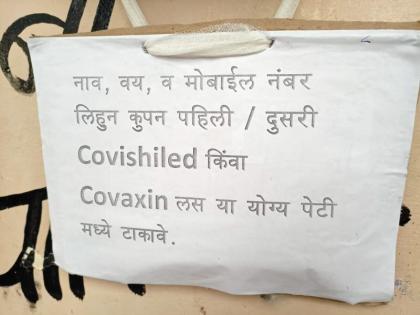 नाव, वय, व मोबाईल नंबर
लिहुन कुपन पहिली / दुसरी
Covishiled किंवा
Covaxin लस या योग्य पेटी
मध्ये टाकावे.